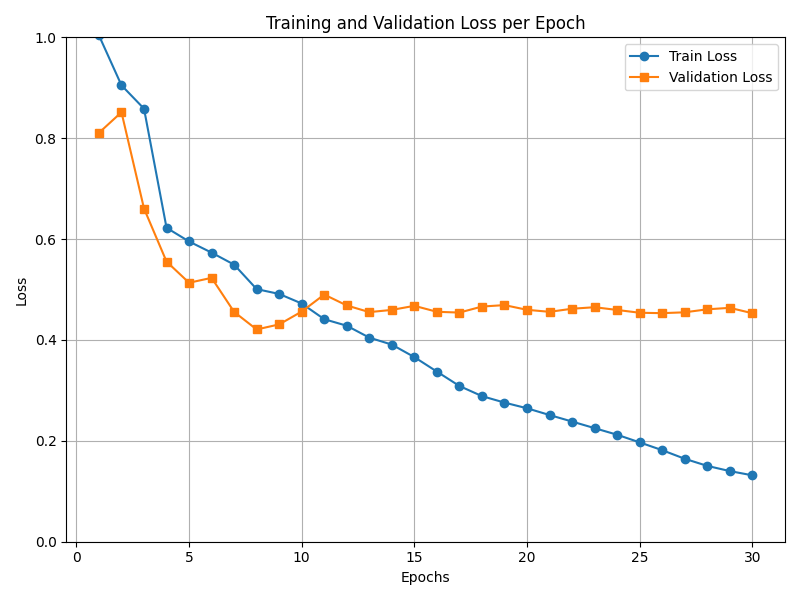 Training and Validation Loss per Epoch
Train Loss
Validation Loss
1.0
0.8
0.6
0.4
0.2
0.0
Loss
0 5 10 15 20 25 30
Epochs